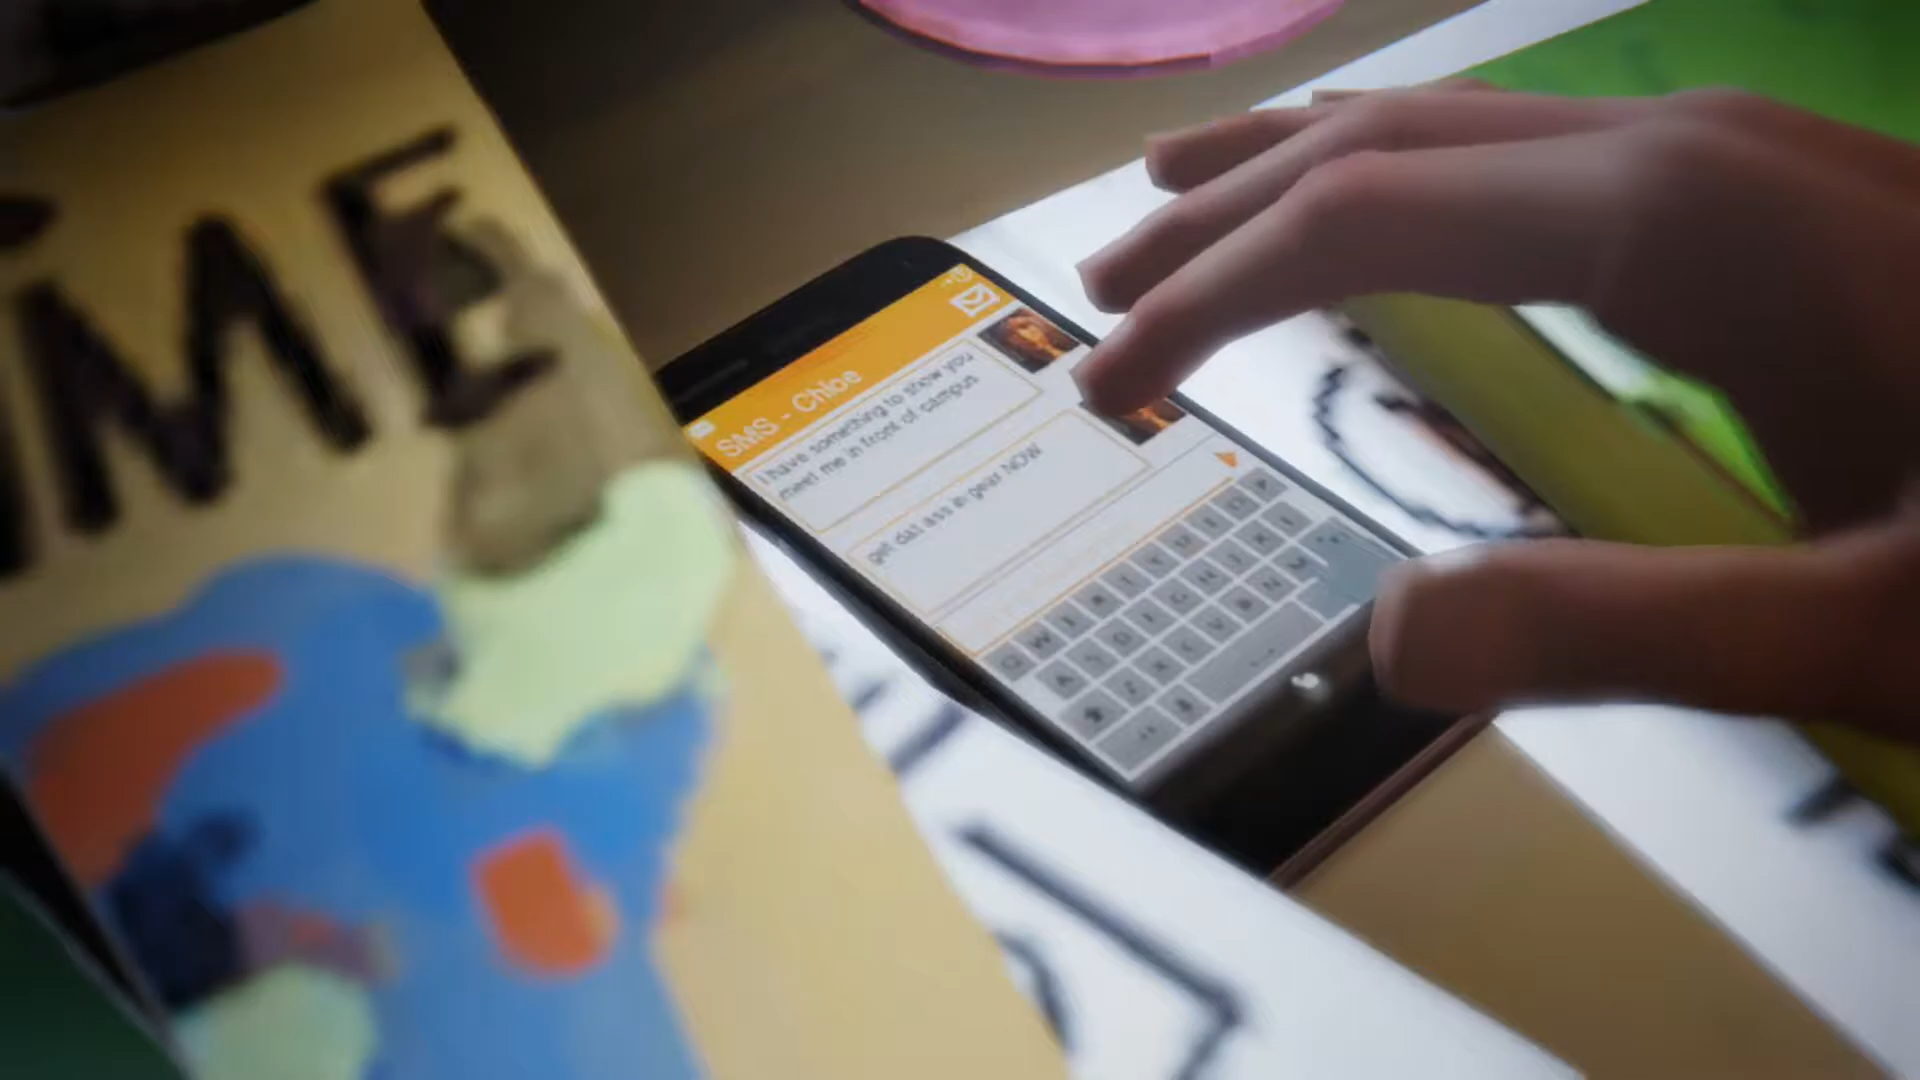 IME
SMS - Chloe
I have something to show you
meet me in front of campus
get dat ass in gear NOW